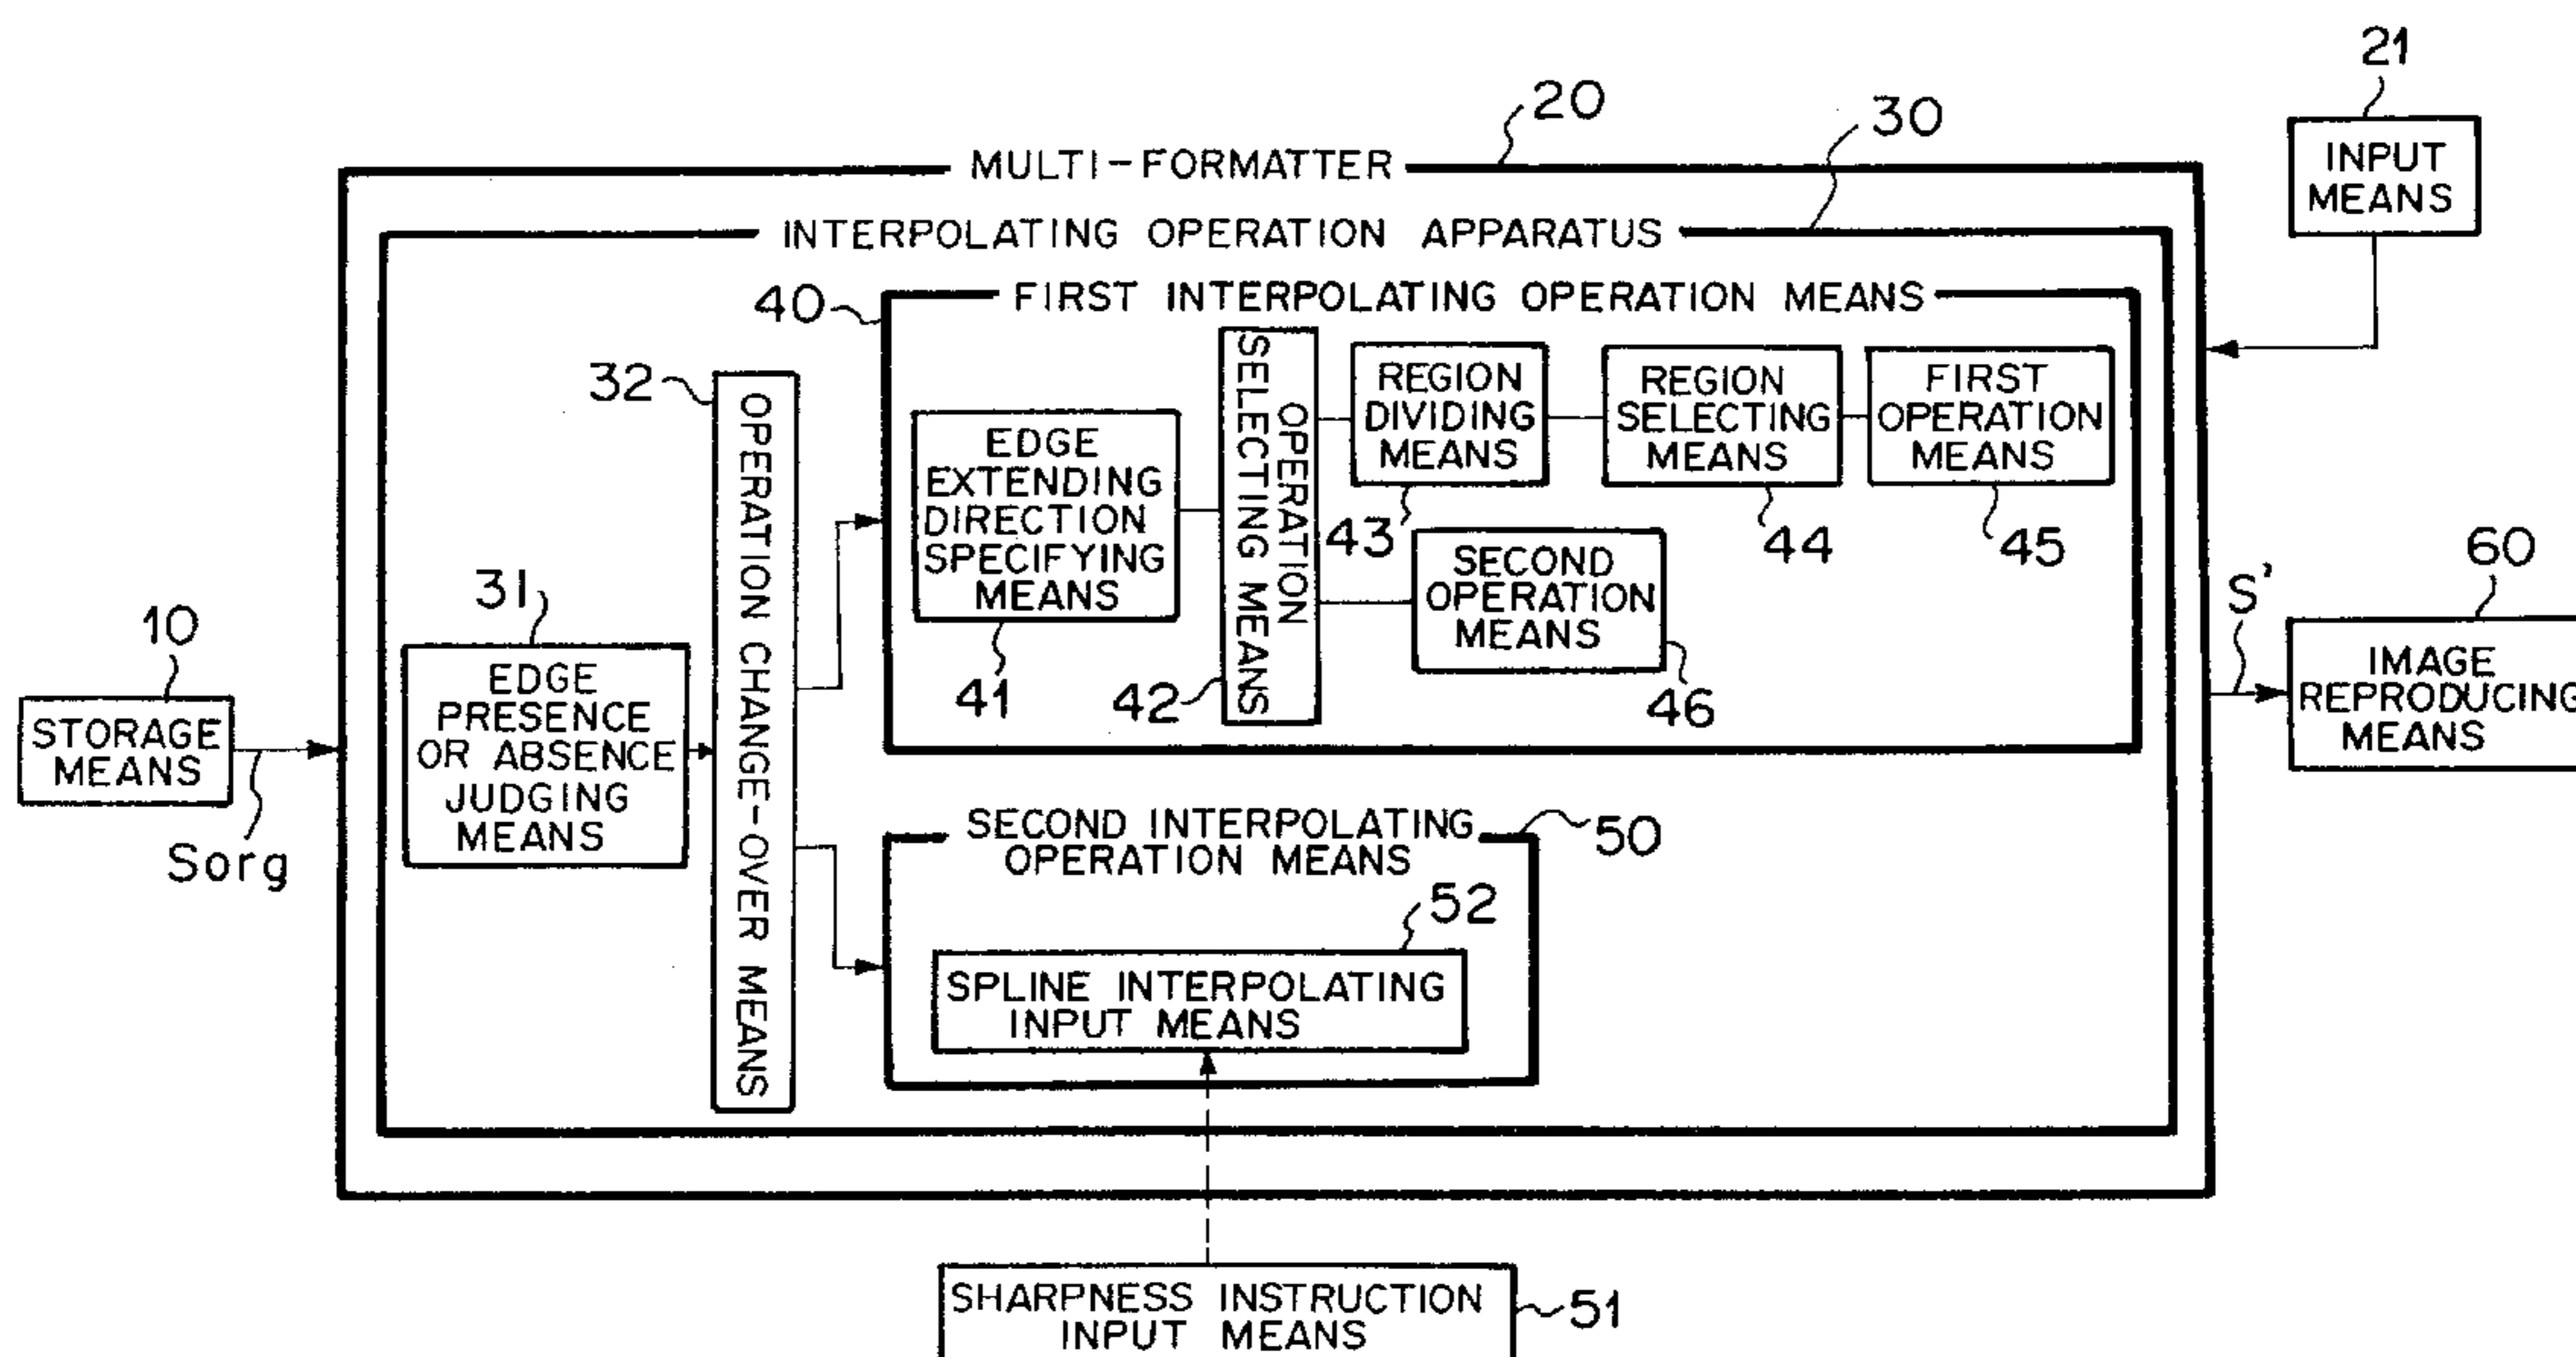 21
20
30
INPUT
MEANS
MULTI-FORMATTER
INTERPOLATING OPERATION APPARATUS
40
FIRST INTERPOLATING OPERATION MEANS
32
OPERATION CHANGE-OVER MEANS
EDGE
EXTENDING
DIRECTION
SPECIFYING
MEANS
41
OPERATION
SELECTING MEANS
42
REGION
DIVIDING
MEANS
43
REGION
SELECTING
MEANS
44
FIRST
OPERATION
MEANS
45
SECOND
OPERATION
MEANS
46
31
EDGE
PRESENCE
OR ABSENCE
JUDGING
MEANS
10
STORAGE
MEANS
Sorg
S'
60
IMAGE
REPRODUCING
MEANS
SECOND INTERPOLATING
OPERATION MEANS
50
52
SPLINE INTERPOLATING
INPUT MEANS
SHARPNESS INSTRUCTION
INPUT MEANS
51